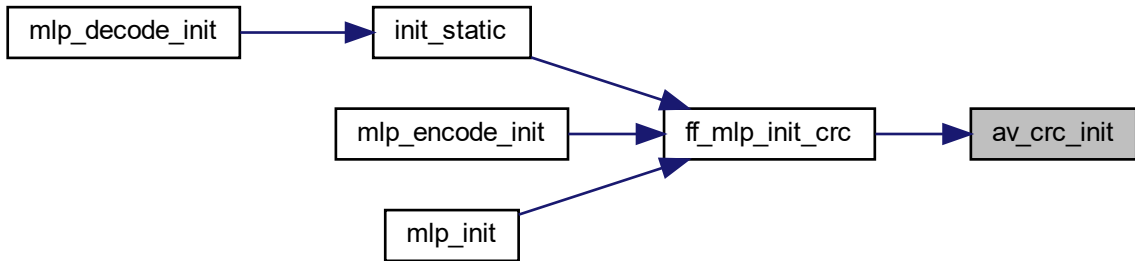 mlp_decode_init
init_static
mlp_encode_init
ff_mlp_init_crc
av_crc_init
mlp_init